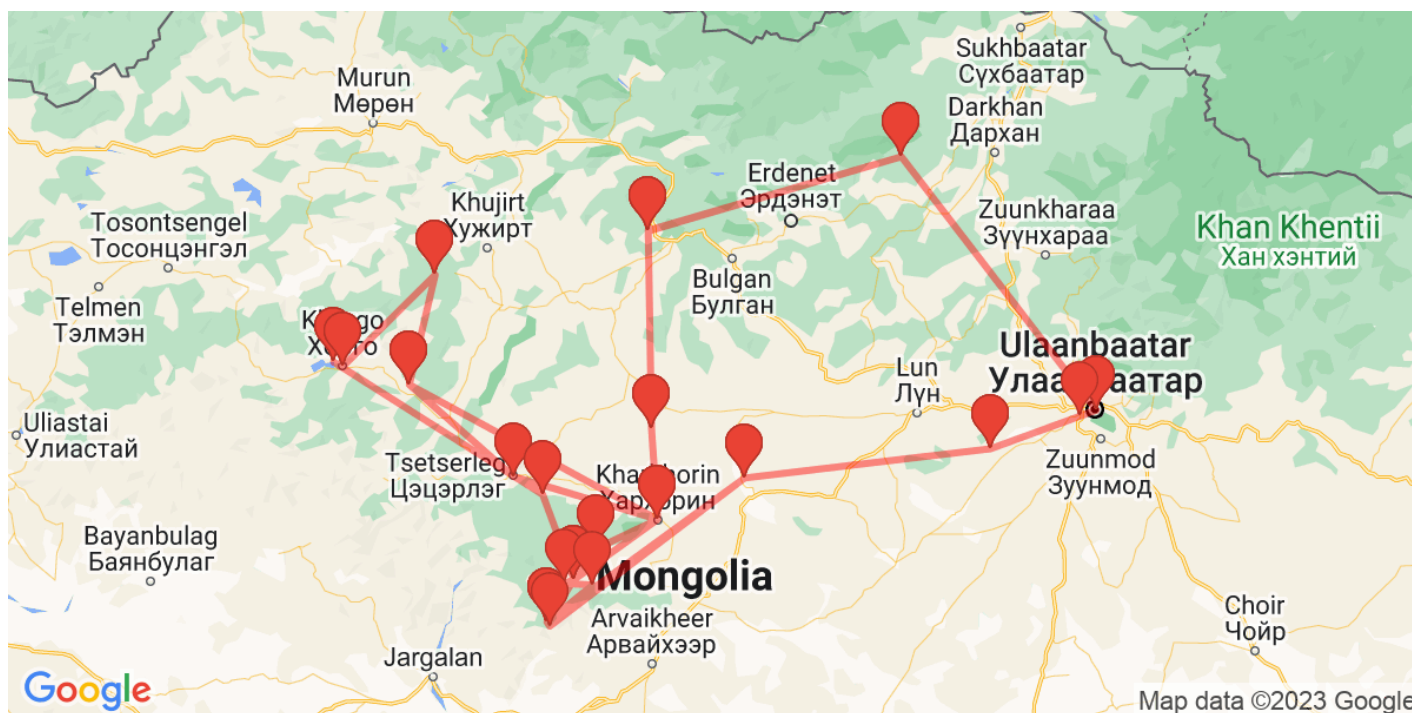 Sukhbaatar
Сүхбаатар
Murun
Мөрөн
Darkhan
Дархан
Erdenet
Эрдэнэт
Khujirt
Хужирт
Tosontsengel
Тосонцэнгэл
Zuunkharaa
Зүүнхараа
Khan Khentii
Хан хэнтий
Bulgan
Булган
Telmen
Тэлмэн
Ulaanbaatar
Lun
Лүн
Uliastai
Улиастай
Tsetserleg
Цэцэрлэг
Zuunmod
Зуунмод
Bayanbulag
Баянбулаг
Mongolia
Arvaikheer
Арвайхээр
Choir
Чойр
Jargalan
Google
Map data ©2023 Google